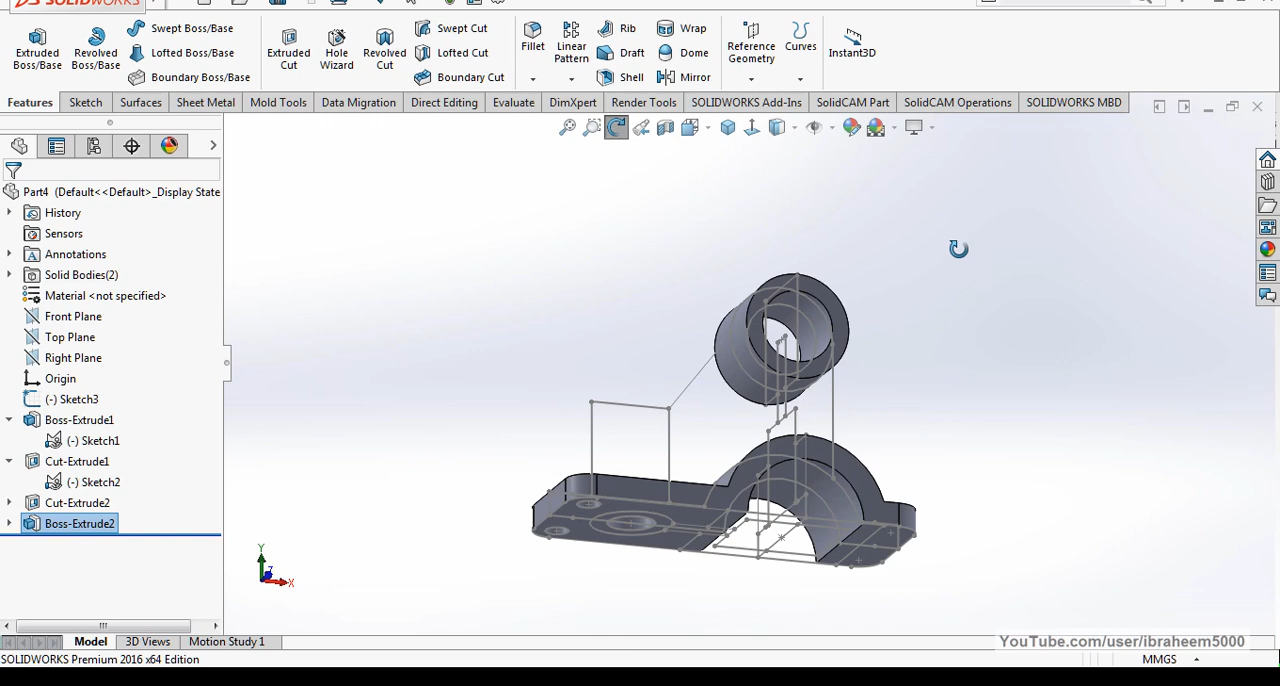 SOLIDWORKS
Extruded Boss/Base
Revolved Boss/Base
Swept Boss/Base
Lofted Boss/Base
Boundary Boss/Base
Extruded Cut
Hole Wizard
Revolved Cut
Swept Cut
Lofted Cut
Boundary Cut
Fillet
Linear Pattern
Rib
Draft
Shell
Wrap
Dome
Mirror
Reference Geometry
Curves
Instant3D
Features
Sketch
Surfaces
Sheet Metal
Mold Tools
Data Migration
Direct Editing
Evaluate
DimXpert
Render Tools
SOLIDWORKS Add-Ins
SolidCAM Part
SolidCAM Operations
SOLIDWORKS MBD
Part4 (Default<<Default>_Display State
History
Sensors
Annotations
Solid Bodies(2)
Material <not specified>
Front Plane
Top Plane
Right Plane
Origin
(-) Sketch3
Boss-Extrude1
(-) Sketch1
Cut-Extrude1
(-) Sketch2
Cut-Extrude2
Boss-Extrude2
Y
Z
X
Model
3D Views
Motion Study 1
YouTube.com/user/ibraheem5000
SOLIDWORKS Premium 2016 x64 Edition
MMGS